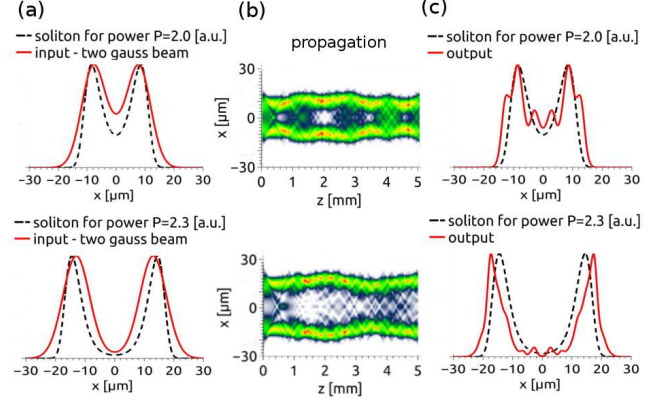 (a)
soliton for power P=2.0 [a.u.]
input - two gauss beam
−30 −20 −10 0 10 20 30
x [μm]
(b)
propagation
30
0
−30
x [μm]
0 1 2 3 4 5
z [mm]
(c)
soliton for power P=2.0 [a.u.]
output
−30 −20 −10 0 10 20 30
x [μm]
soliton for power P=2.3 [a.u.]
input - two gauss beam
−30 −20 −10 0 10 20 30
x [μm]
30
0
−30
x [μm]
0 1 2 3 4 5
z [mm]
soliton for power P=2.3 [a.u.]
output
−30 −20 −10 0 10 20 30
x [μm]